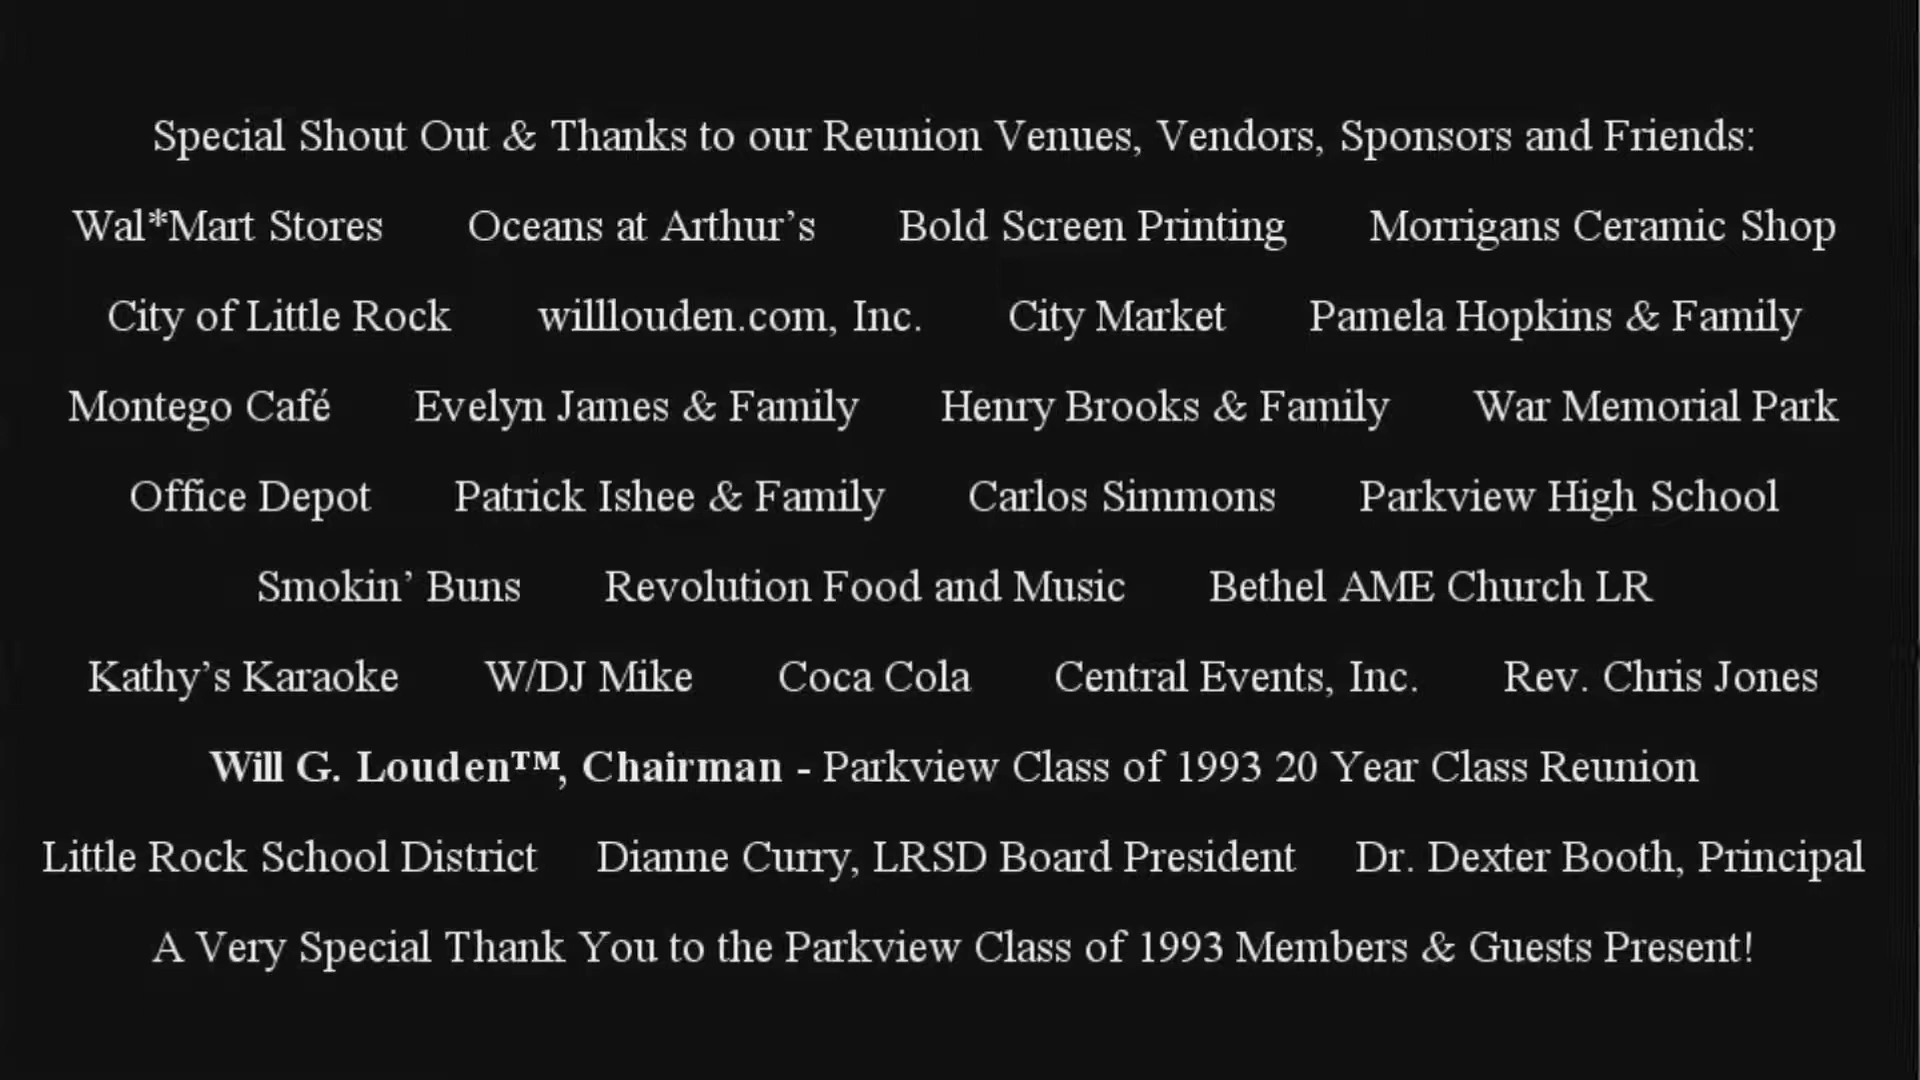 Special Shout Out & Thanks to our Reunion Venues, Vendors, Sponsors and Friends:
Wal*Mart Stores Oceans at Arthur’s Bold Screen Printing Morrigans Ceramic Shop
City of Little Rock willlouden.com, Inc. City Market Pamela Hopkins & Family
Montego Café Evelyn James & Family Henry Brooks & Family War Memorial Park
Office Depot Patrick Ishee & Family Carlos Simmons Parkview High School
Smokin’ Buns Revolution Food and Music Bethel AME Church LR
Kathy’s Karaoke W/DJ Mike Coca Cola Central Events, Inc. Rev. Chris Jones
Will G. Louden™, Chairman - Parkview Class of 1993 20 Year Class Reunion
Little Rock School District Dianne Curry, LRSD Board President Dr. Dexter Booth, Principal
A Very Special Thank You to the Parkview Class of 1993 Members & Guests Present!